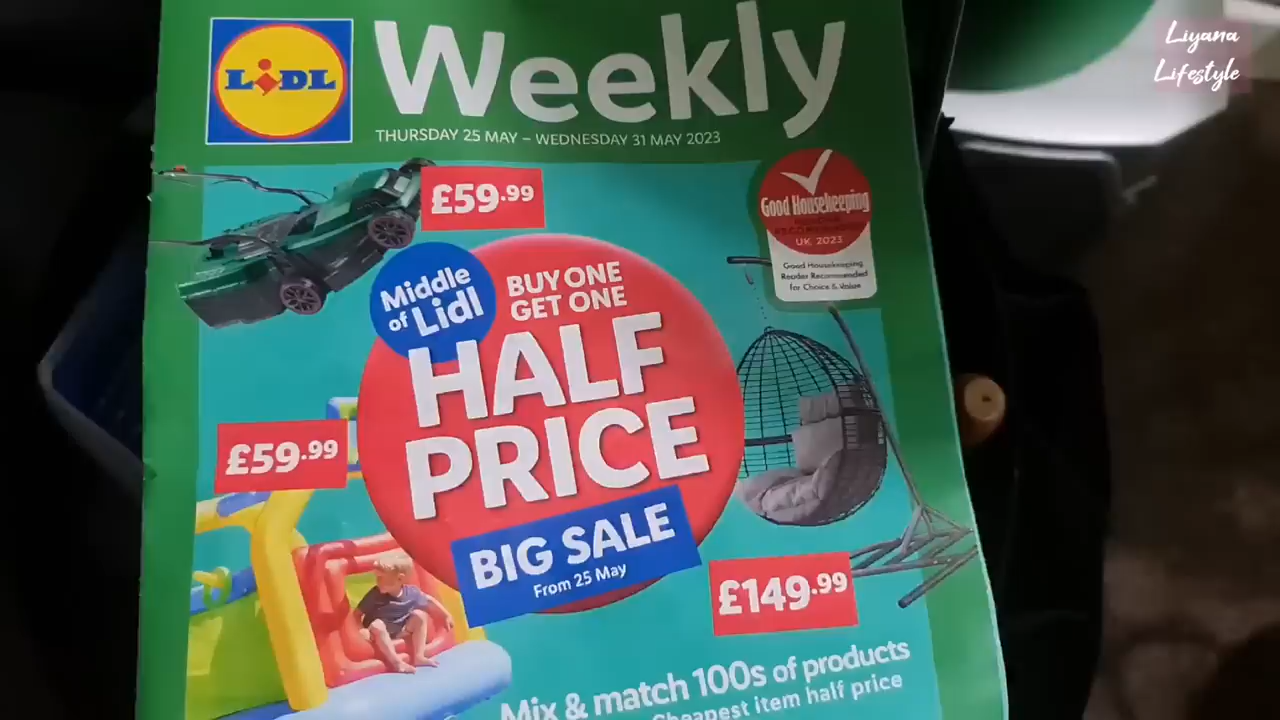 Liyana
Lifestyle
LIDL
Weekly
THURSDAY 25 MAY – WEDNESDAY 31 MAY 2023
£59.99
Good Housekeeping
UK, 2023
Good Housekeeping
Reader Recommended
for Choice & Value
Middle
of Lidl
BUY ONE
GET ONE
HALF
PRICE
£59.99
BIG SALE
From 25 May
£149.99
Mix & match 100s of products
Cheapest item half price